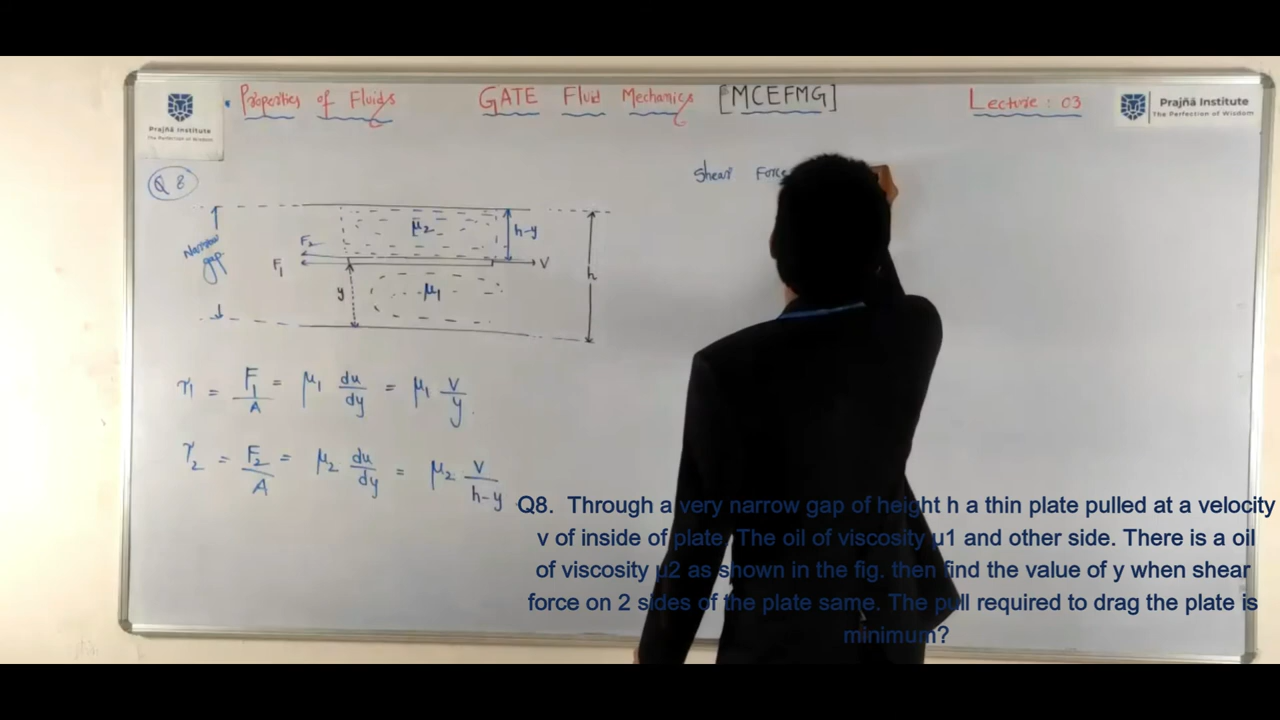 Prajñā Institute
The Perfection of Wisdom
• Properties of Fluids
GATE Fluid Mechanics [MCEFMG]
Lecture : 03
Prajñā Institute
The Perfection of Wisdom
Q 8
Shear Force
Narrow gap
μ2
h-y
F2
F1
V
h
y
μ1
τ1 = F1/A = μ1 du/dy = μ1 V/y
τ2 = F2/A = μ2 du/dy = μ2 V/h-y
Q8. Through a very narrow gap of height h a thin plate pulled at a velocity
v of inside of plate. The oil of viscosity μ1 and other side. There is a oil
of viscosity μ2 as shown in the fig. then find the value of y when shear
force on 2 sides of the plate same. The pull required to drag the plate is
minimum?